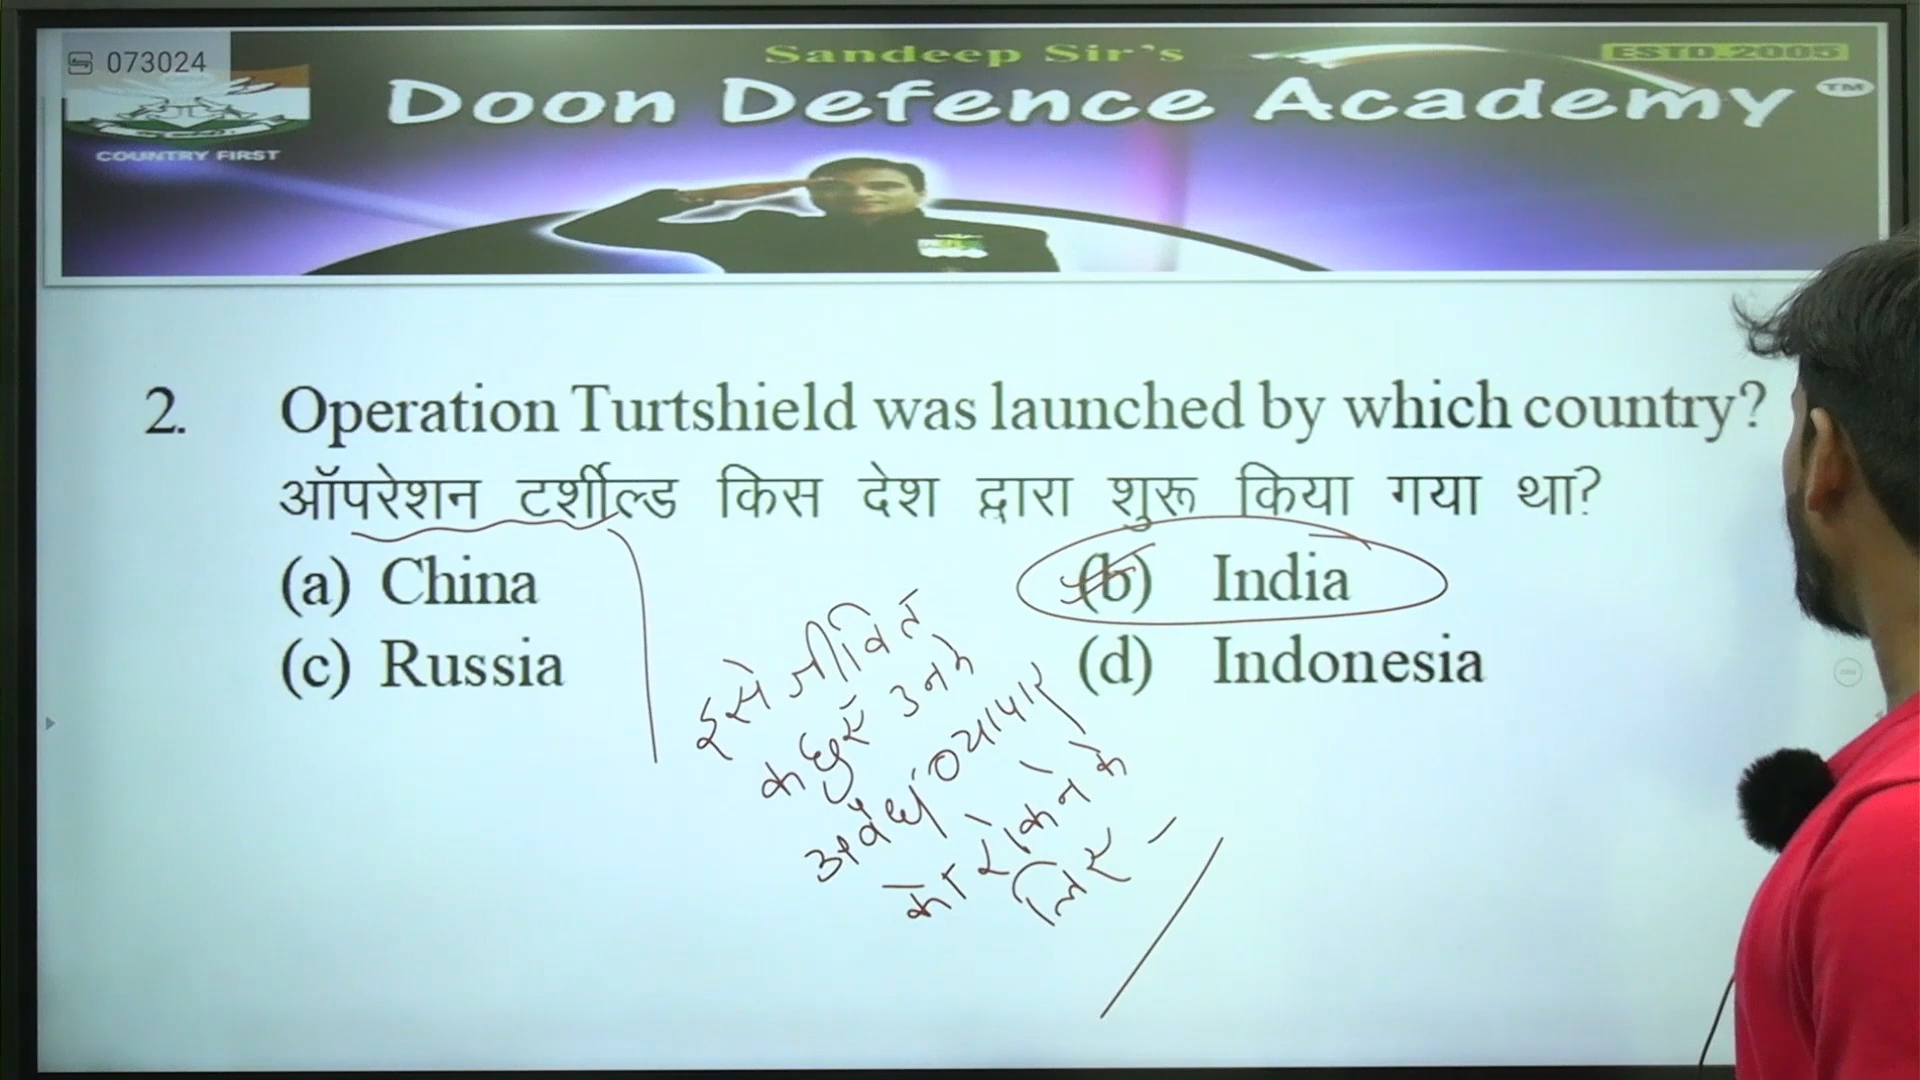 073024
Sandeep Sir's
ESTD.2005
Doon Defence Academy TM
COUNTRY FIRST
2. Operation Turtshield was launched by which country?
ऑपरेशन टर्शील्ड किस देश द्वारा शुरू किया गया था?
(a) China (b) India
(c) Russia (d) Indonesia
इसे जीवित
कछुए उनके
अवैध व्यापार
को रोकने के
लिए